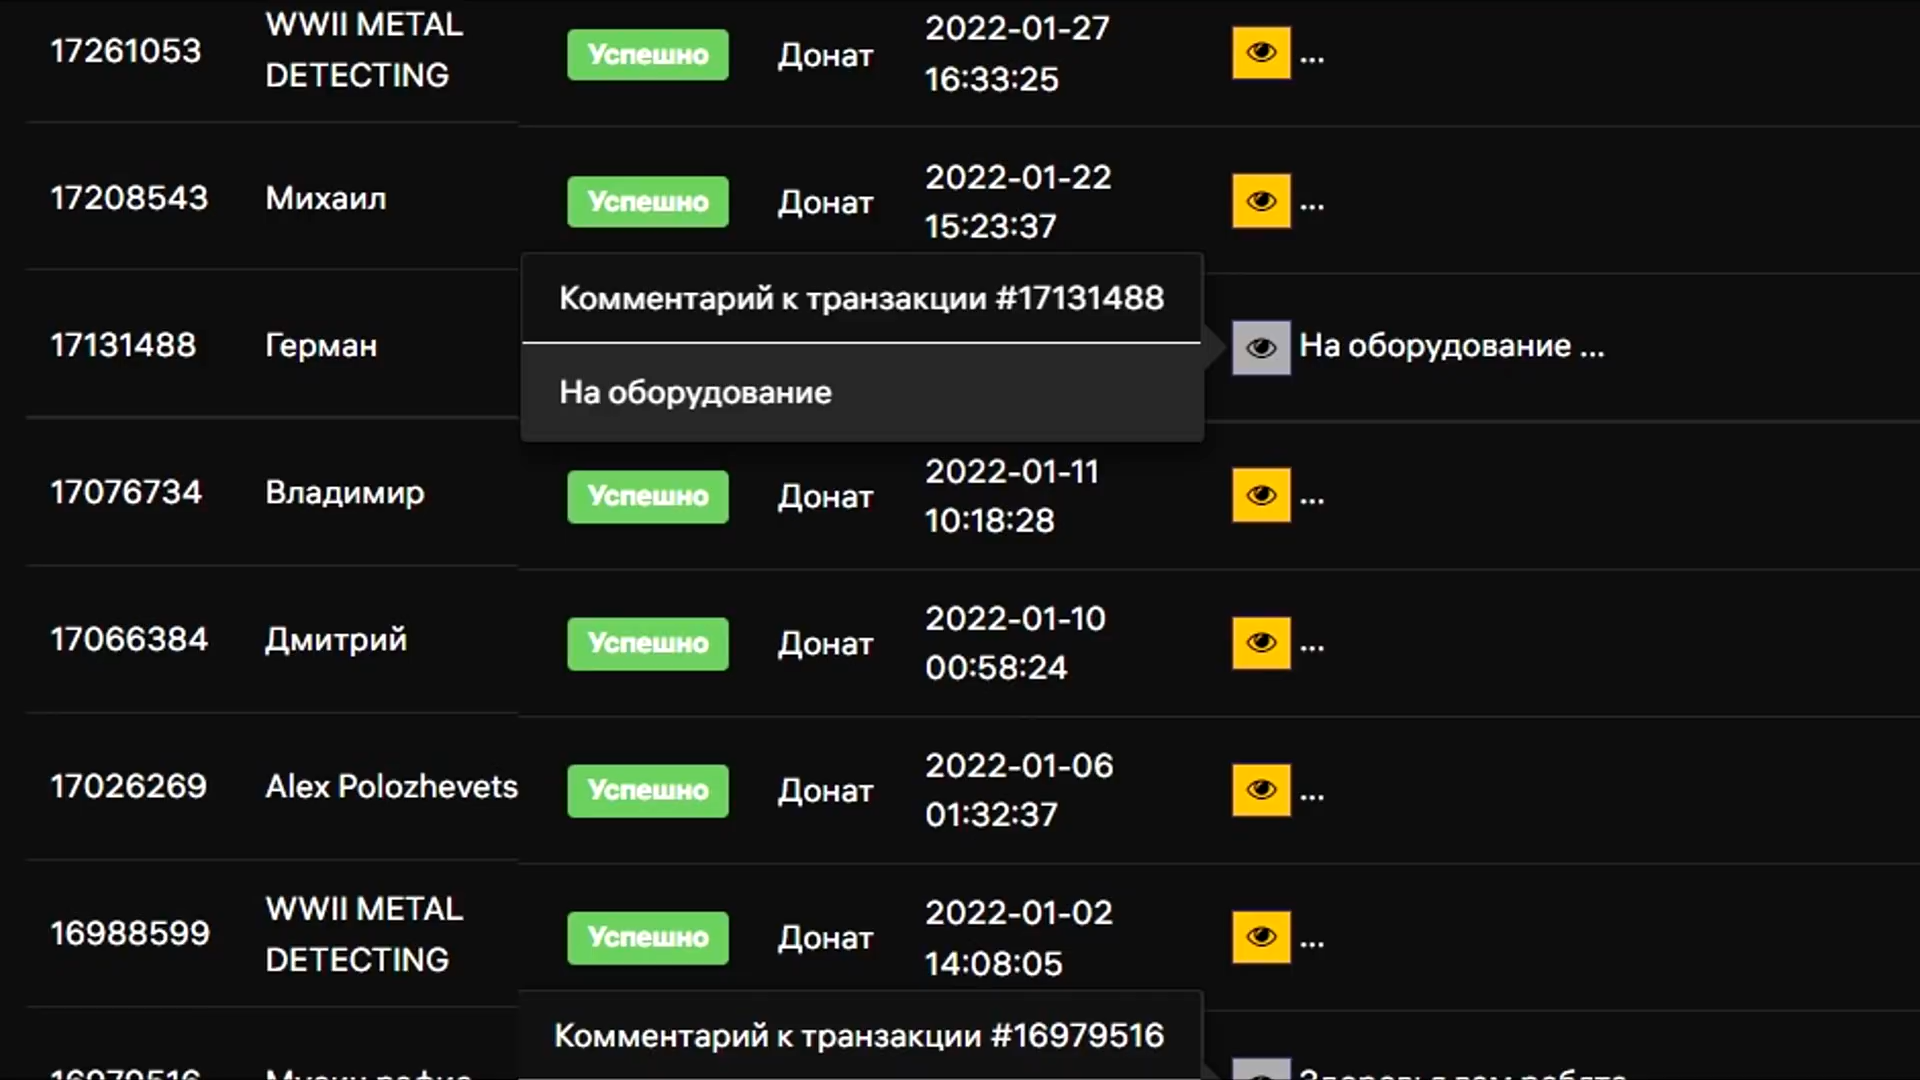 17261053
WWII METAL
DETECTING
Успешно
Донат
2022-01-27
16:33:25
...
17208543
Михаил
Успешно
Донат
2022-01-22
15:23:37
...
17131488
Герман
Комментарий к транзакции #17131488
На оборудование
На оборудование ...
17076734
Владимир
Успешно
Донат
2022-01-11
10:18:28
...
17066384
Дмитрий
Успешно
Донат
2022-01-10
00:58:24
...
17026269
Alex Polozhevets
Успешно
Донат
2022-01-06
01:32:37
...
16988599
WWII METAL
DETECTING
Успешно
Донат
2022-01-02
14:08:05
...
Комментарий к транзакции #16979516
16979516
Здоровья вам ребята